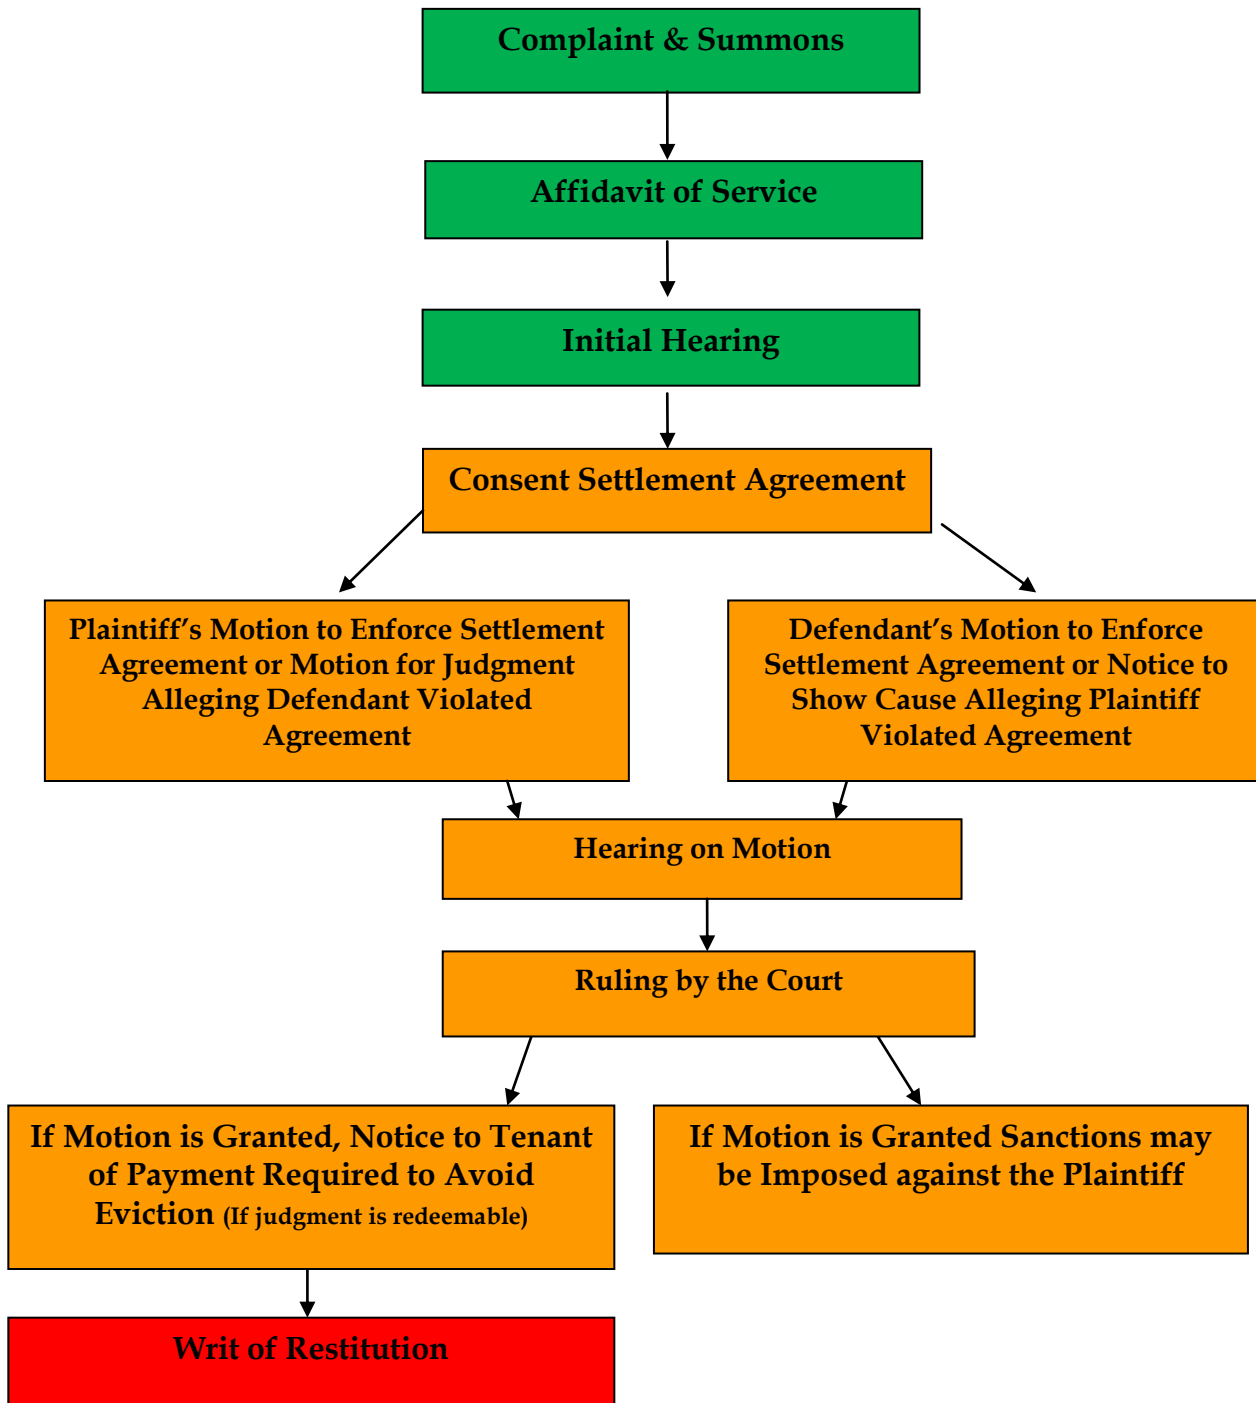 Complaint & Summons
Affidavit of Service
Initial Hearing
Consent Settlement Agreement
Plaintiff’s Motion to Enforce Settlement
Agreement or Motion for Judgment
Alleging Defendant Violated
Agreement
Defendant’s Motion to Enforce
Settlement Agreement or Notice to
Show Cause Alleging Plaintiff
Violated Agreement
Hearing on Motion
Ruling by the Court
If Motion is Granted, Notice to Tenant
of Payment Required to Avoid
Eviction (If judgment is redeemable)
If Motion is Granted Sanctions may
be Imposed against the Plaintiff
Writ of Restitution